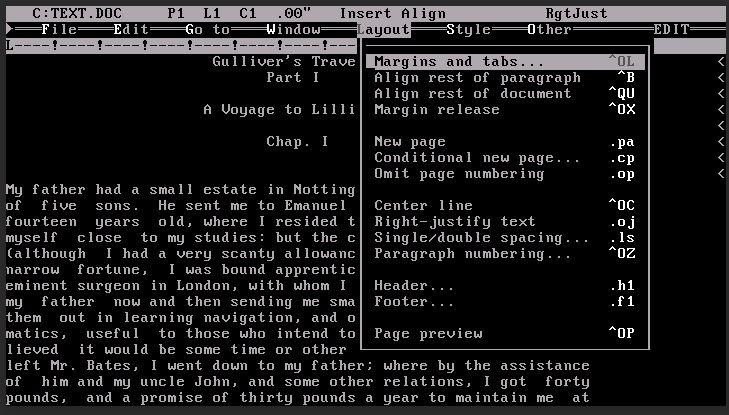 C:TEXT.DOC P1 L1 C1 .00" Insert Align RgtJust
File Edit Go to Window Layout Style Other EDIT
L----!----!----!----!----!----!----!---
Gulliver's Trave <
Part I <
<
A Voyage to Lilli <
<
Chap. I <
<
<
My father had a small estate in Notting
of five sons. He sent me to Emanuel
fourteen years old, where I resided t
myself close to my studies: but the c
(although I had a very scanty allowanc
narrow fortune, I was bound apprentic
eminent surgeon in London, with whom I
my father now and then sending me sma
them out in learning navigation, and o
matics, useful to those who intend to
lieved it would be some time or other
left Mr. Bates, I went down to my father; where by the assistance
of him and my uncle John, and some other relations, I got forty
pounds, and a promise of thirty pounds a year to maintain me at
Margins and tabs... ^OL
Align rest of paragraph ^B
Align rest of document ^QU
Margin release ^OX
New page .pa
Conditional new page... .cp
Omit page numbering .op
Center line ^OC
Right-justify text .oj
Single/double spacing... .ls
Paragraph numbering... ^OZ
Header... .h1
Footer... .f1
Page preview ^OP